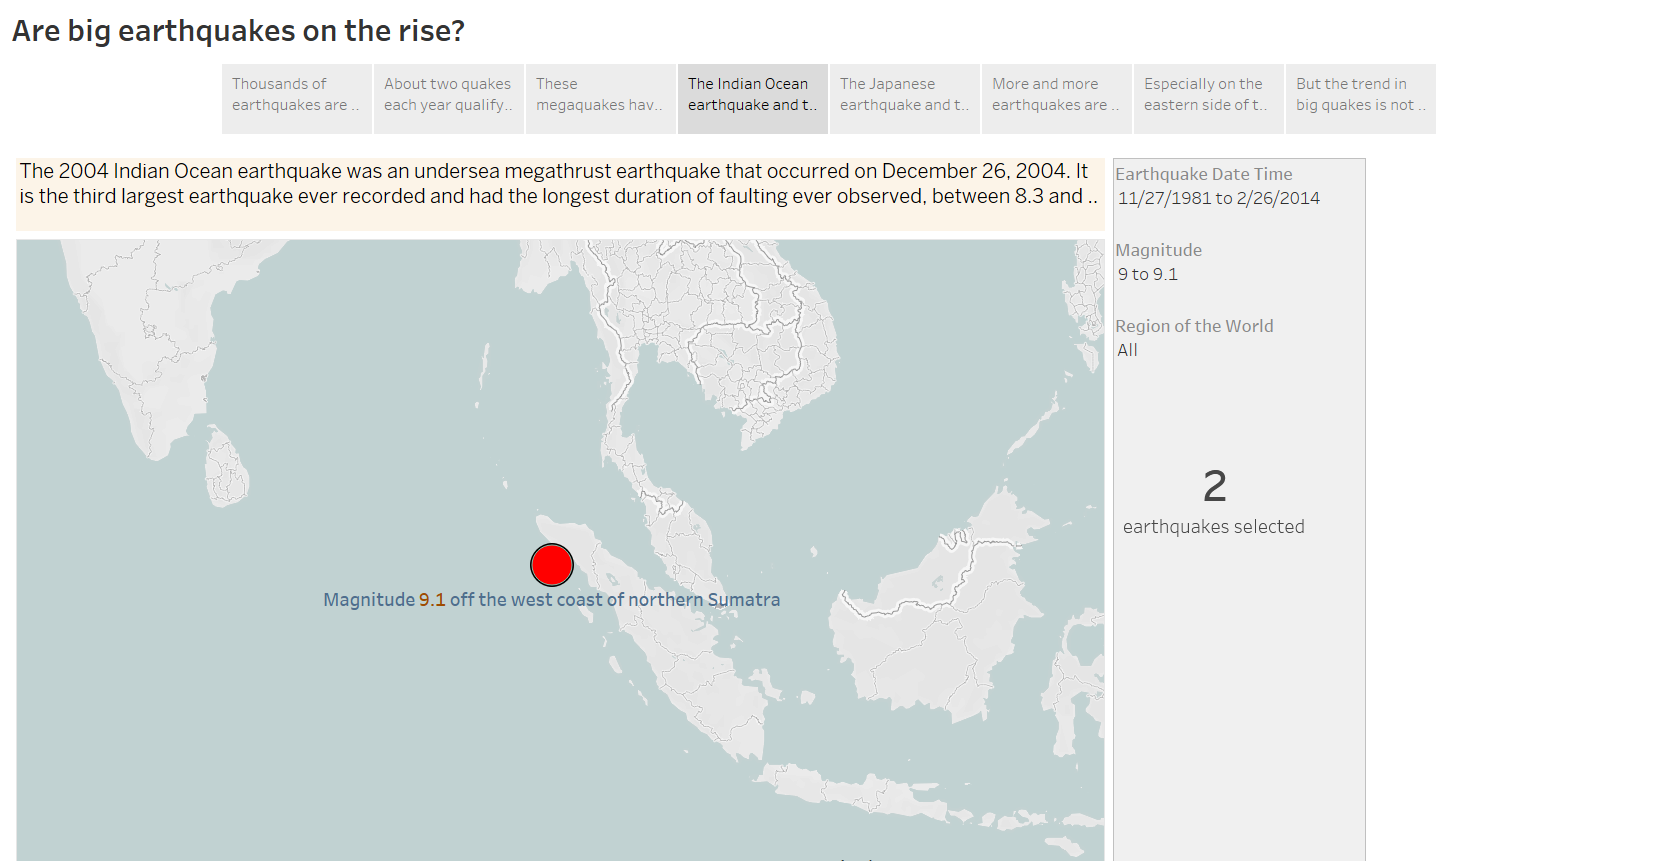 Are big earthquakes on the rise?
Thousands of
earthquakes are ..
About two quakes
each year qualify..
These
megaquakes hav..
The Indian Ocean
earthquake and t..
The Japanese
earthquake and t..
More and more
earthquakes are ..
Especially on the
eastern side of t..
But the trend in
big quakes is not ..
The 2004 Indian Ocean earthquake was an undersea megathrust earthquake that occurred on December 26, 2004. It
is the third largest earthquake ever recorded and had the longest duration of faulting ever observed, between 8.3 and ..
Earthquake Date Time
11/27/1981 to 2/26/2014
Magnitude
9 to 9.1
Region of the World
All
2
earthquakes selected
Magnitude 9.1 off the west coast of northern Sumatra